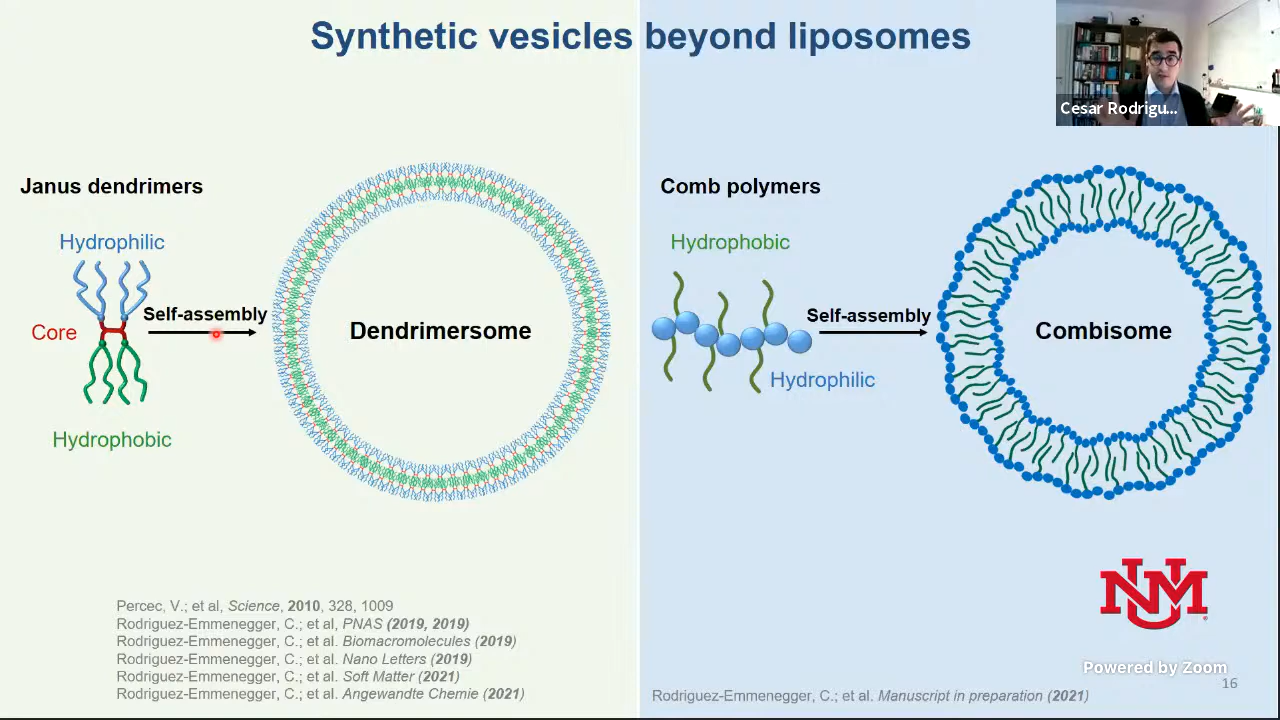 Synthetic vesicles beyond liposomes
Cesar Rodrigu...
Janus dendrimers
Hydrophilic
Core
Self-assembly
Hydrophobic
Dendrimersome
Comb polymers
Hydrophobic
Self-assembly
Hydrophilic
Combisome
Percec, V.; et al, Science, 2010, 328, 1009
Rodriguez-Emmenegger, C.; et al, PNAS (2019, 2019)
Rodriguez-Emmenegger, C.; et al. Biomacromolecules (2019)
Rodriguez-Emmenegger, C.; et al. Nano Letters (2019)
Rodriguez-Emmenegger, C.; et al. Soft Matter (2021)
Rodriguez-Emmenegger, C.; et al. Angewandte Chemie (2021)
Rodriguez-Emmenegger, C.; et al. Manuscript in preparation (2021)
UNM
Powered by Zoom
16